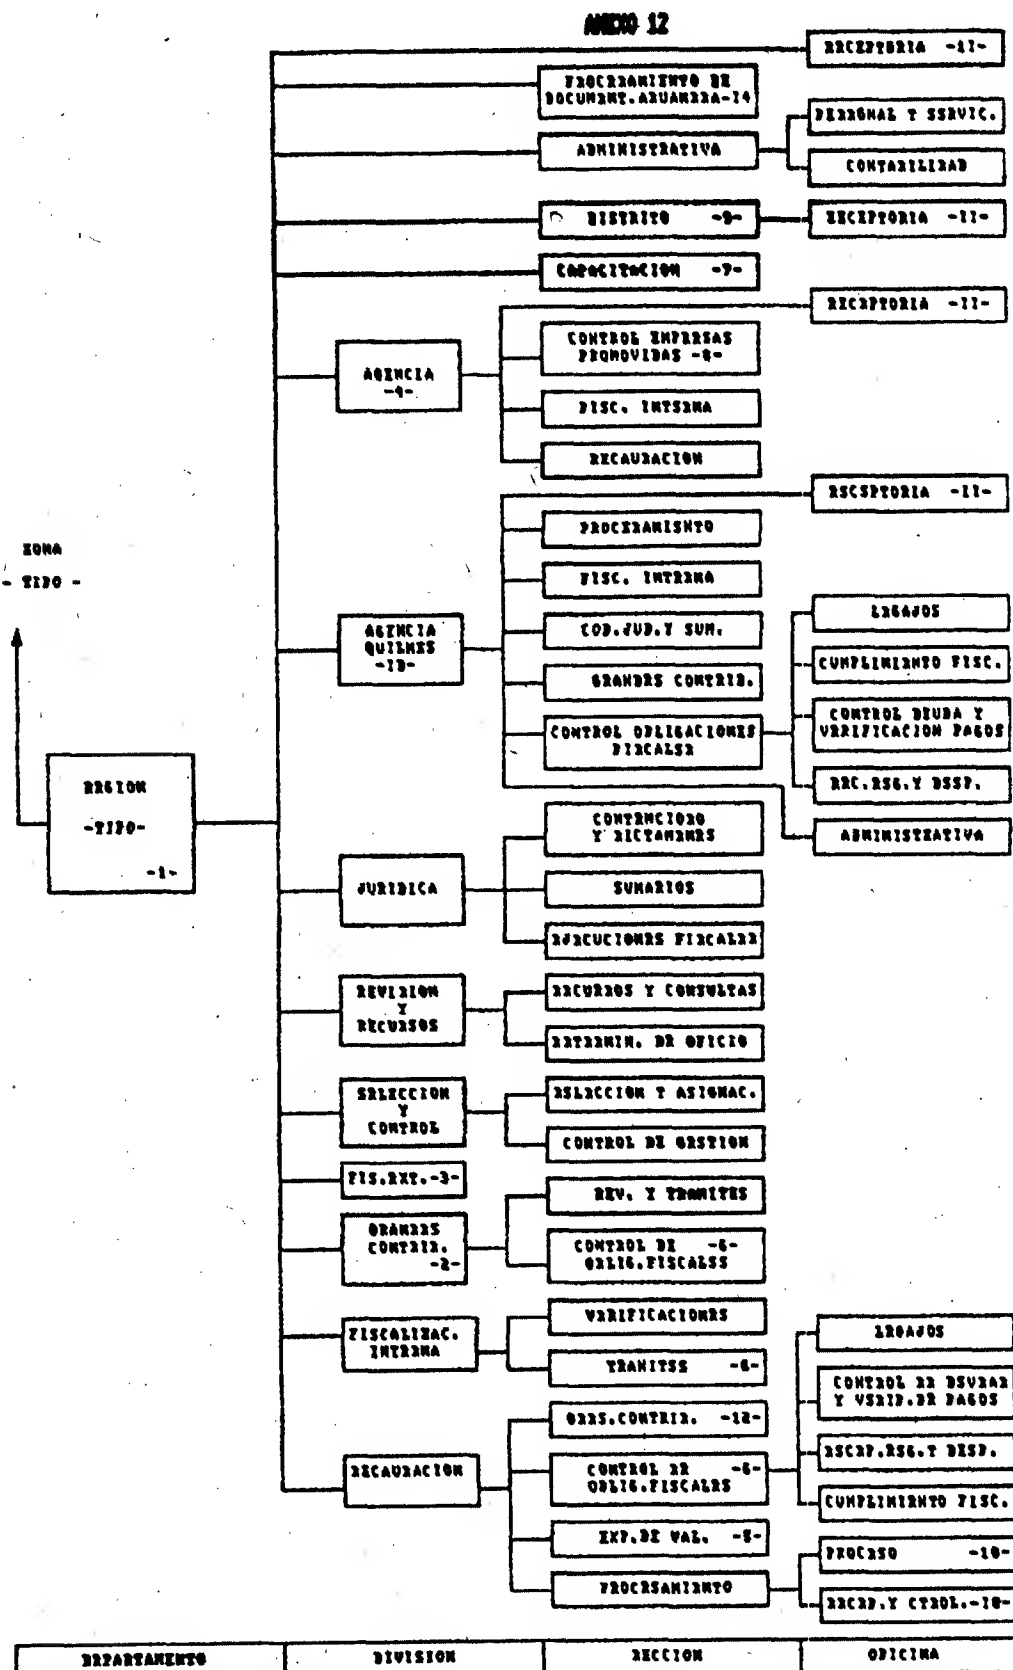 ANEXO 12
RECEPTORIA -11-
PROCESAMIENTO DE
DOCUMENT.ADUANERA-14
PERSONAL Y SERVIC.
ADMINISTRATIVA
CONTABILIDAD
DISTRITO -9-
RECEPTORIA -11-
CAPACITACION -7-
RECEPTORIA -11-
CONTROL EMPRESAS
PROMOVIDAS -8-
AGENCIA
-4-
FISC. INTERNA
RECAUDACION
RECEPTORIA -11-
PROCESAMIENTO
ZONA
- TIPO -
FISC. INTERNA
LEGAJOS
AGENCIA
QUILMES
-13-
COB.JUD.Y SUM.
CUMPLIMIENTO FISC.
GRANDES CONTRIB.
CONTROL DEUDA Y
VERIFICACION PAGOS
CONTROL OBLIGACIONES
FISCALES
REC.REG.Y DESP.
REGION
-TIPO-
-1-
ADMINISTRATIVA
CONTENCIOSO
Y DICTAMENES
JURIDICA
SUMARIOS
EJECUCIONES FISCALES
REVISION
Y
RECURSOS
RECURSOS Y CONSULTAS
DETERMIN. DE OFICIO
SELECCION
Y
CONTROL
SELECCION Y ASIGNAC.
CONTROL DE GESTION
FIS.EXT.-3-
REV. Y TRAMITES
GRANDES
CONTRIB.
-2-
CONTROL DE -6-
OBLIG.FISCALES
VERIFICACIONES
FISCALIZAC.
INTERNA
LEGAJOS
TRAMITES -6-
CONTROL DE DEUDAS
Y VERIF.DE PAGOS
GRES.CONTRIB. -12-
RECAUDACION
CONTROL DE -6-
OBLIG.FISCALES
RECEP.REG.Y DESP.
CUMPLIMIENTO FISC.
EXP.DE VAL. -5-
PROCESO -10-
PROCESAMIENTO
RECEP.Y CTROL.-10-
DEPARTAMENTO DIVISION SECCION OFICINA